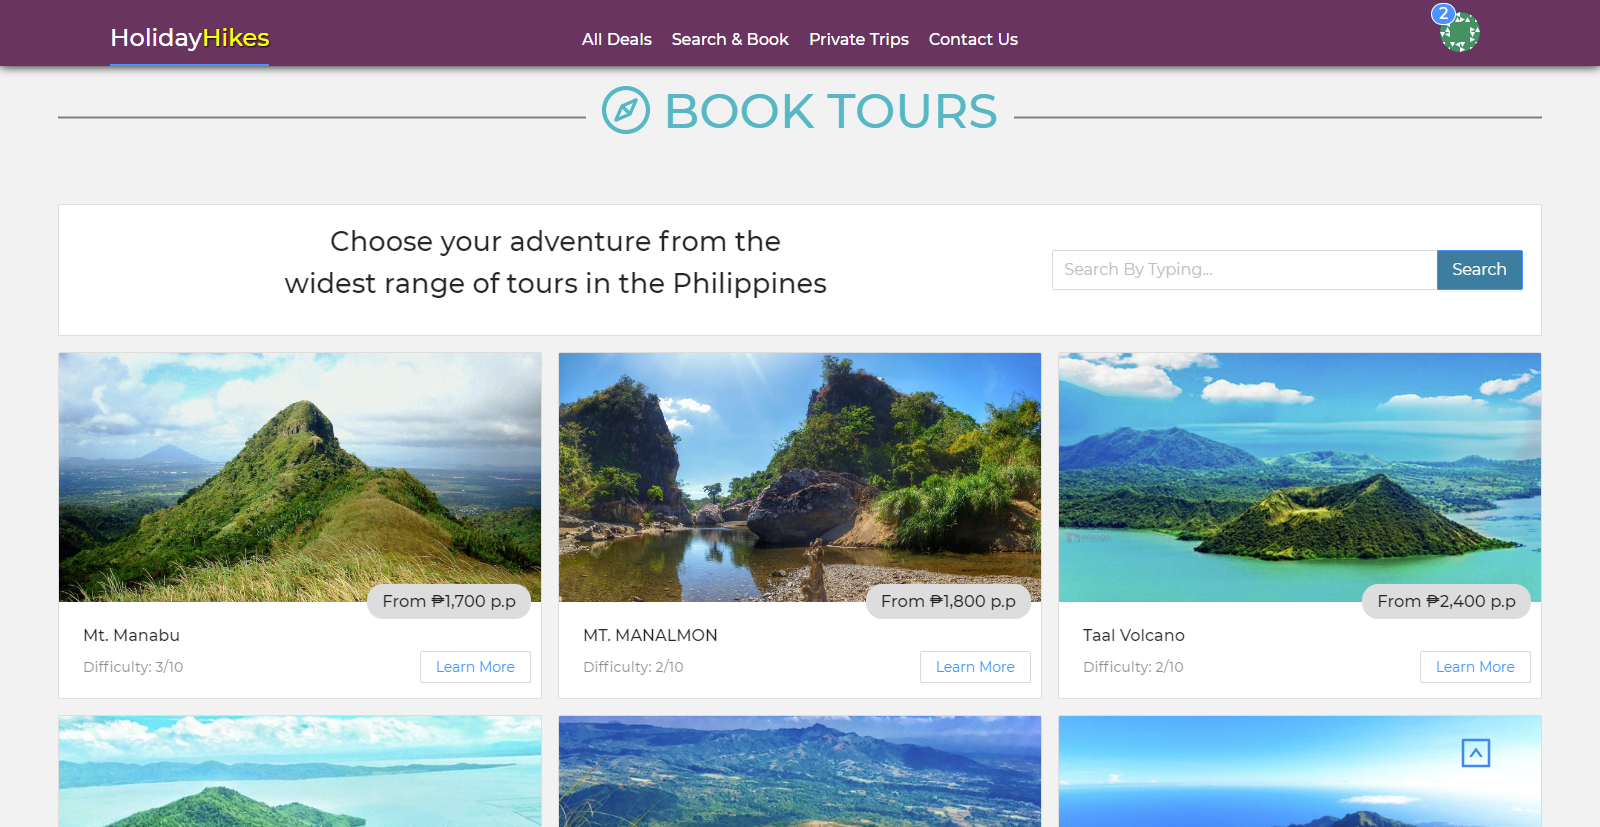 HolidayHikes
All Deals
Search & Book
Private Trips
Contact Us
2
BOOK TOURS
Choose your adventure from the
widest range of tours in the Philippines
Search By Typing...
Search
From ₱1,700 p.p
Mt. Manabu
Difficulty: 3/10
Learn More
From ₱1,800 p.p
MT. MANALMON
Difficulty: 2/10
Learn More
From ₱2,400 p.p
Taal Volcano
Difficulty: 2/10
Learn More